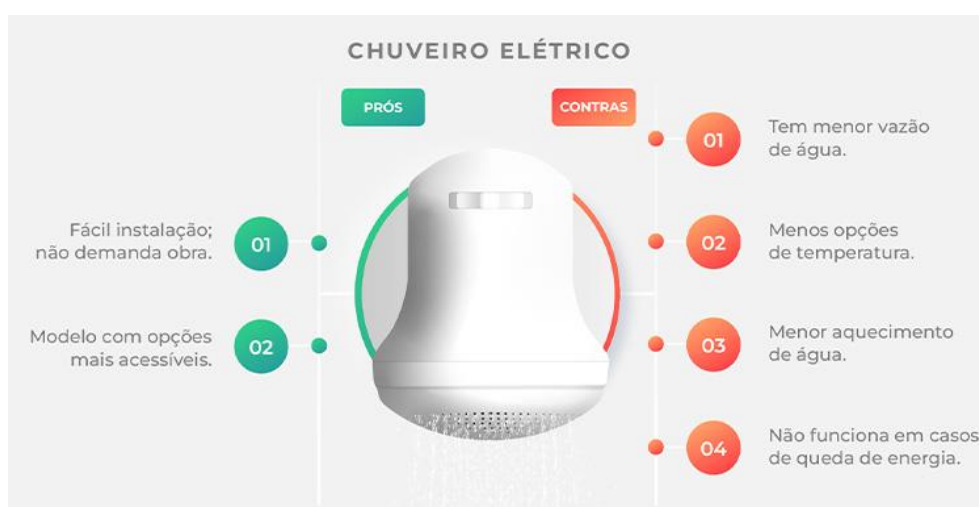 CHUVEIRO ELÉTRICO
PRÓS
01
Fácil instalação;
não demanda obra.
02
Modelo com opções
mais acessíveis.
CONTRAS
01
Tem menor vazão
de água.
02
Menos opções
de temperatura.
03
Menor aquecimento
de água.
04
Não funciona em casos
de queda de energia.